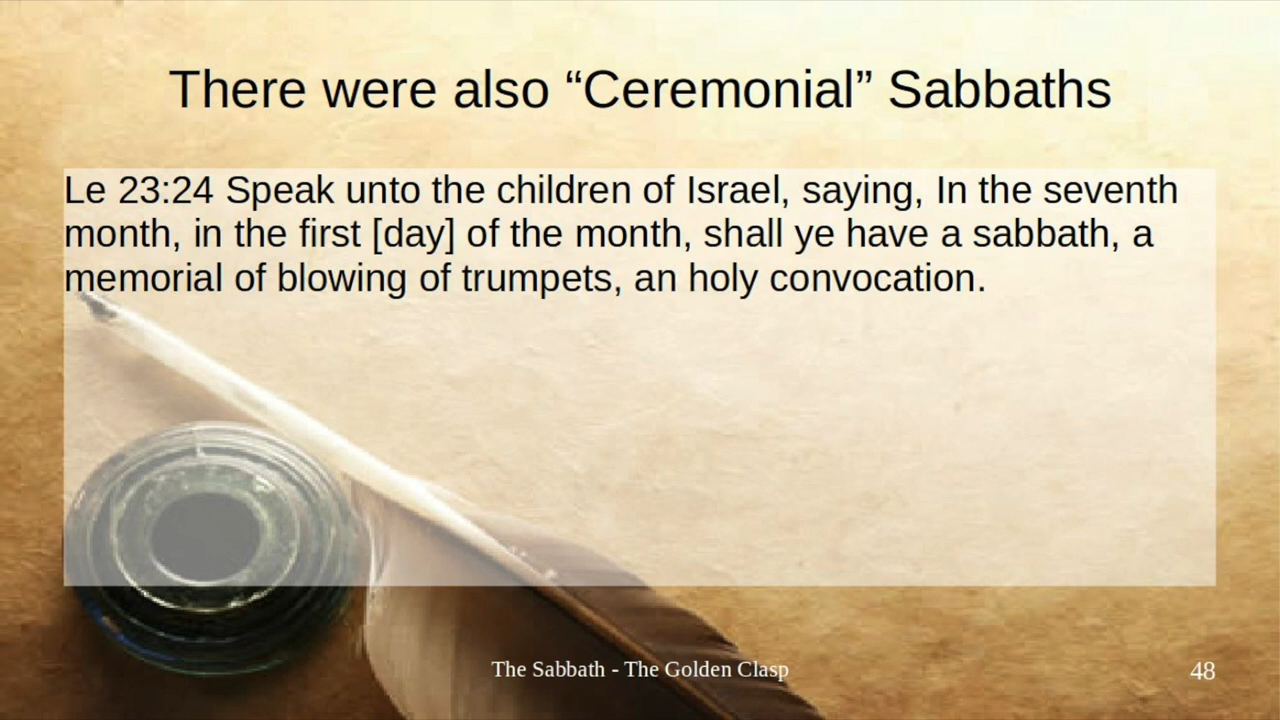 There were also “Ceremonial” Sabbaths
Le 23:24 Speak unto the children of Israel, saying, In the seventh
month, in the first [day] of the month, shall ye have a sabbath, a
memorial of blowing of trumpets, an holy convocation.
The Sabbath - The Golden Clasp
48